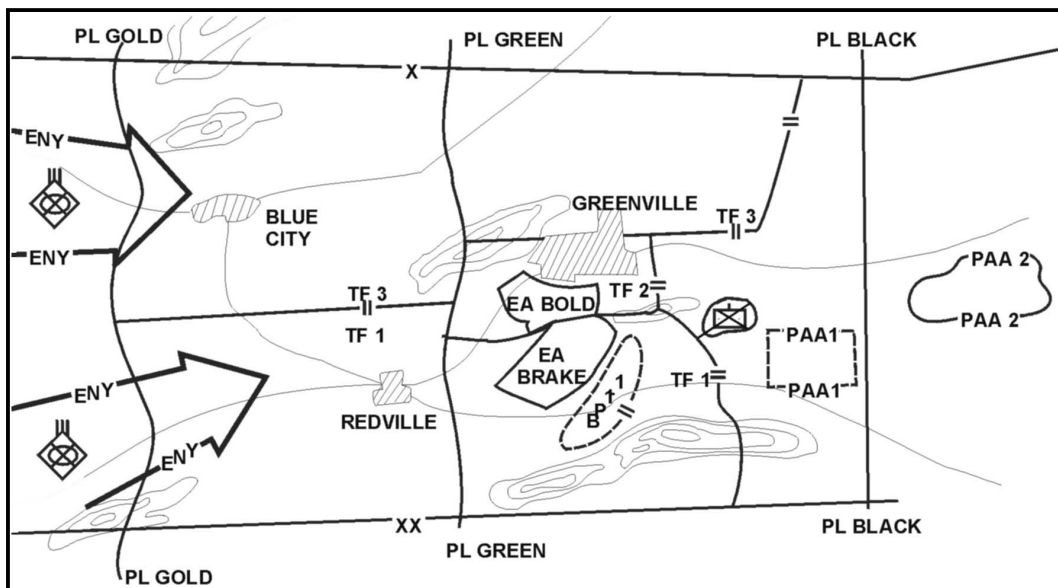 PL GOLD
PL GREEN
PL BLACK
X
ENY
ENY
BLUE
CITY
GREENVILLE
TF 3
TF 3
TF 1
TF 2
EA BOLD
EA
BRAKE
PAA 2
PAA 2
PAA1
PAA1
TF 1
B P 1
ENY
ENY
REDVILLE
XX
PL GOLD
PL GREEN
PL BLACK